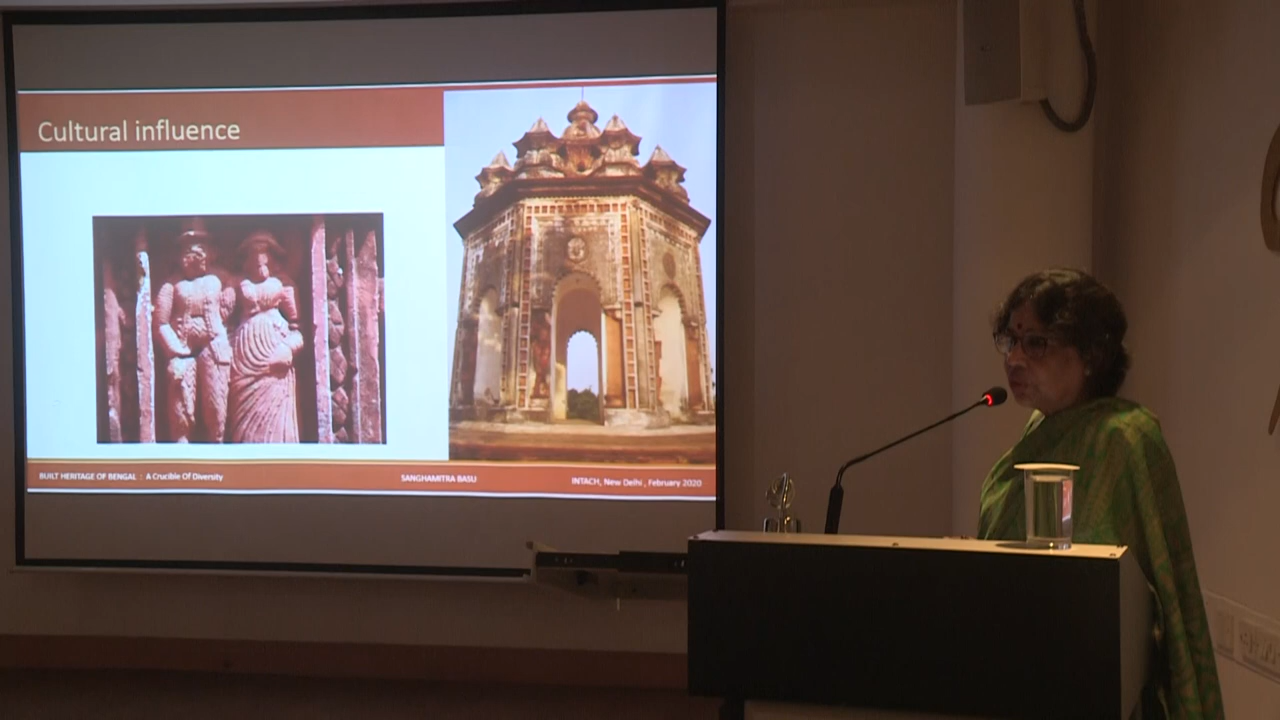 Cultural influence
BUILT HERITAGE OF BENGAL : A Crucible Of Diversity
SANGHAMITRA BASU
INTACH, New Delhi , February 2020